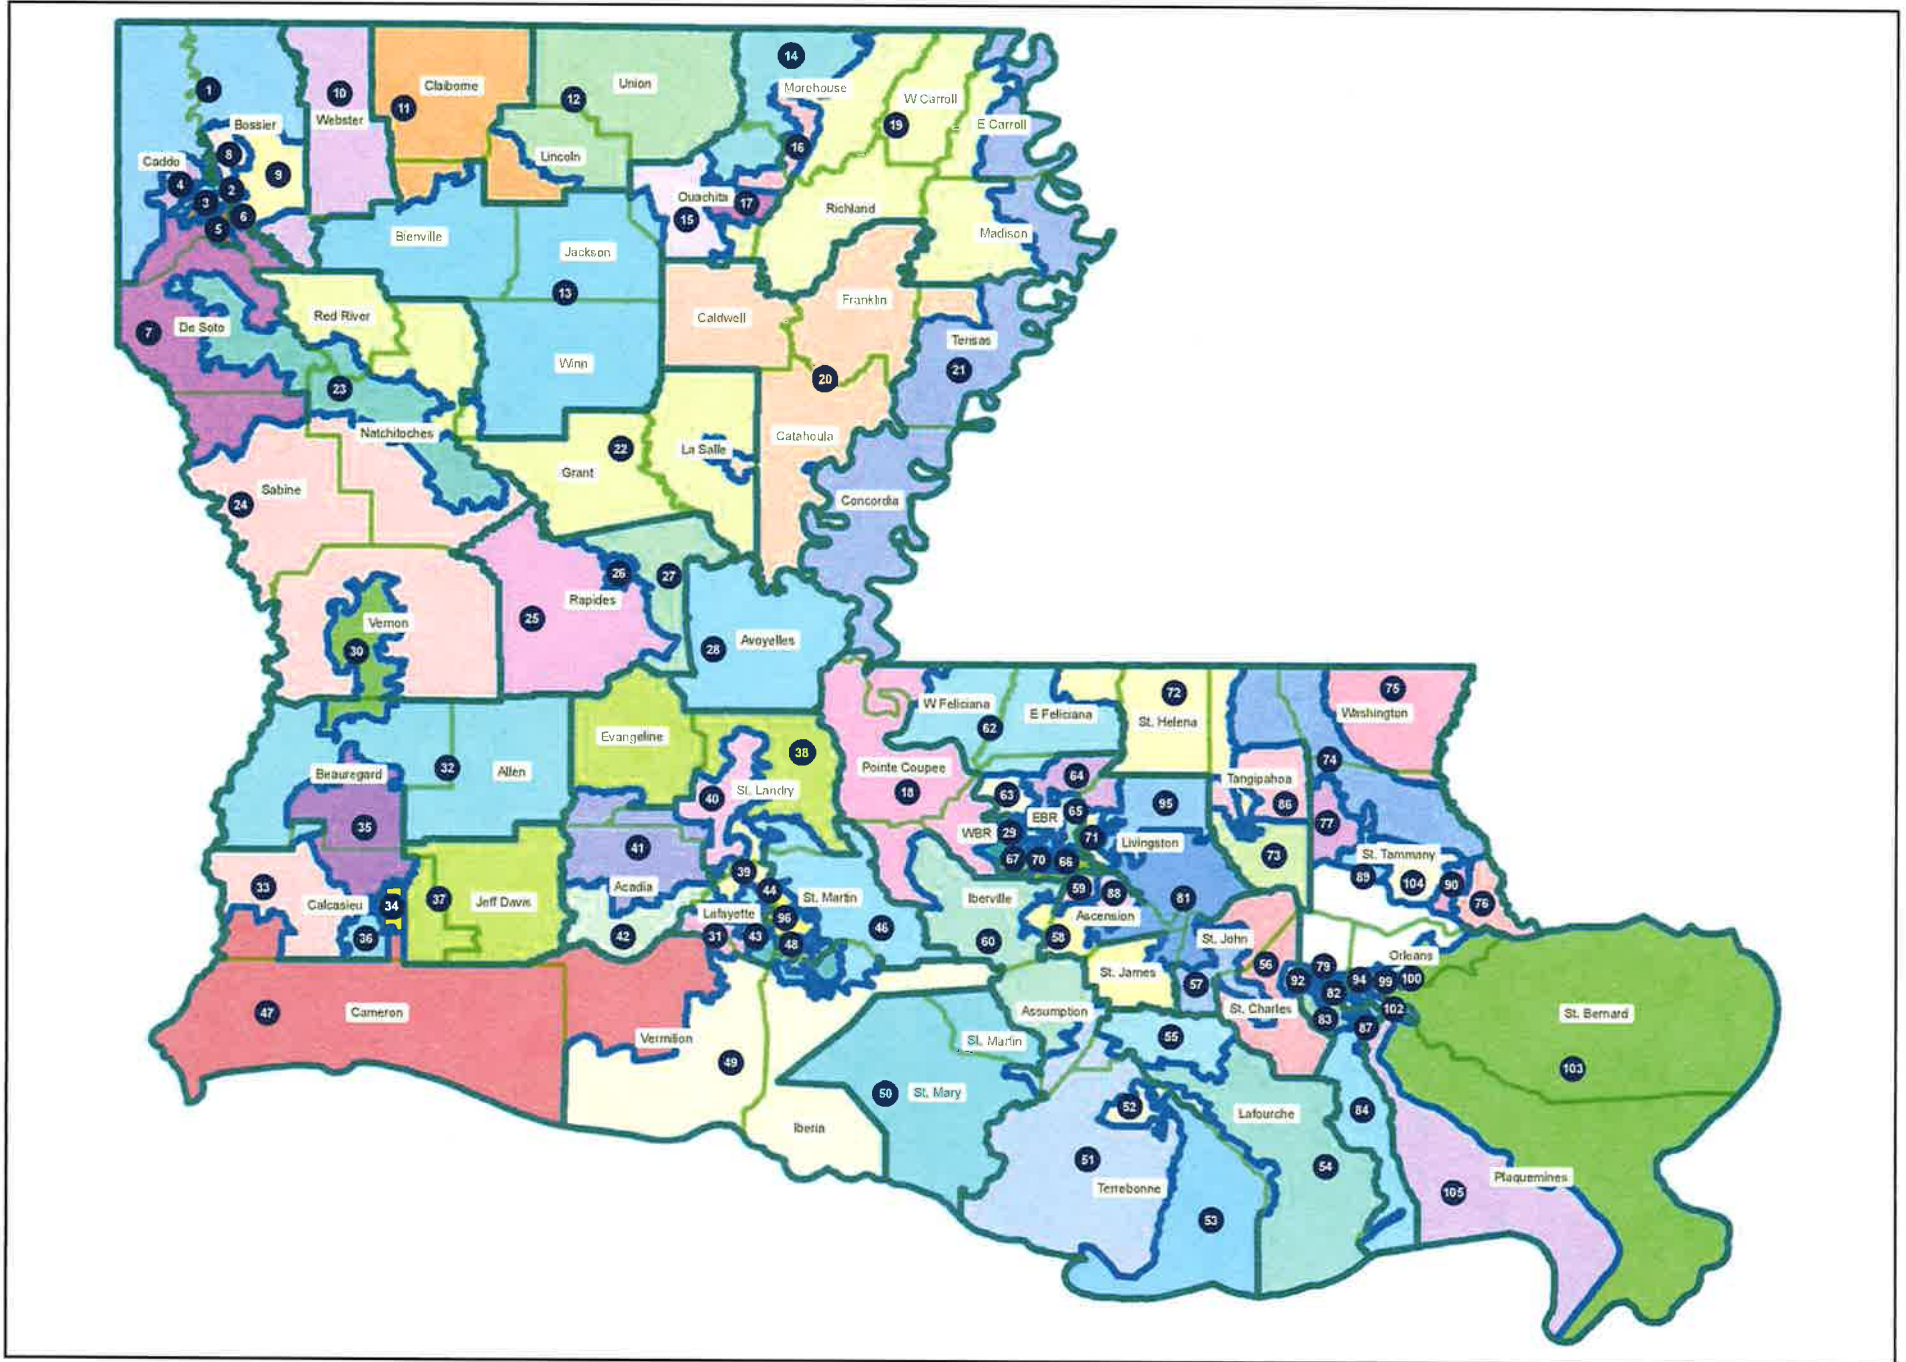 14
1
10
Claiborne
11
12
Union
Morehouse
W Carroll
19
E Carroll
Webster
Bossier
8
9
16
Caddo
4
2
3
6
5
Lincoln
Ouachita
17
15
Richland
Bienville
Jackson
Madison
13
Franklin
Red River
Caldwell
De Soto
7
Tensas
Winn
21
20
23
Natchitoches
22
La Salle
Catahoula
Grant
Sabine
24
Concordia
26
27
Rapides
25
Vernon
30
28
Avoyelles
75
72
W Feliciana
E Feliciana
St. Helena
Washington
62
Evangeline
38
74
32
Allen
Beauregard
Pointe Coupee
64
Tangipahoa
40
St. Landry
18
63
95
86
65
EBR
77
35
WBR
29
71
Livingston
41
67
70
66
73
St. Tammany
39
89
104
90
33
Acadia
44
59
88
76
34
37
Jeff Davis
St. Martin
Iberville
81
Calcasieu
Lafayette
96
Ascension
46
36
42
31
43
48
60
58
St. John
Orleans
56
79
St. James
57
92
94
99
100
82
47
Cameron
Assumption
St. Charles
83
102
87
St. Bernard
Vermilion
St. Martin
55
49
103
50
St. Mary
52
Lafourche
84
Iberia
51
54
Terrebonne
Plaquemines
105
53